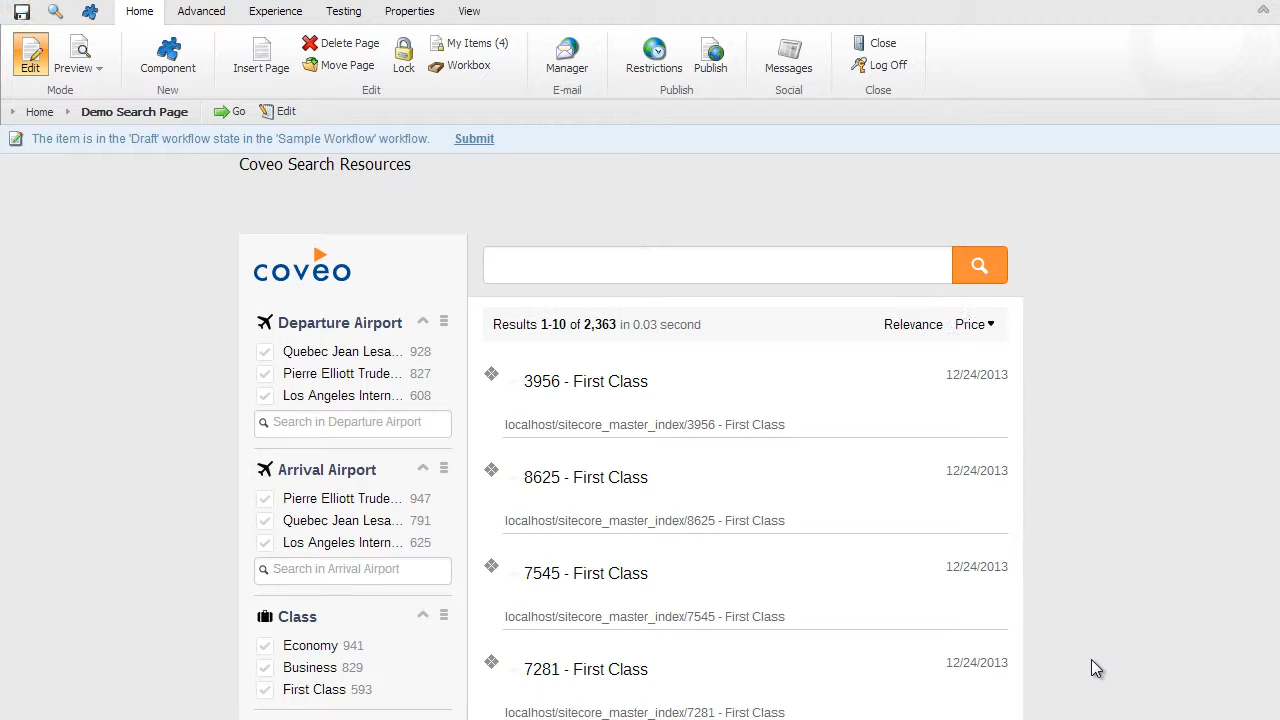 Home Advanced Experience Testing Properties View
Edit Preview Component Insert Page Delete Page Move Page Lock My Items (4) Workbox Manager Restrictions Publish Messages Close Log Off
Mode New Edit E-mail Publish Social Close
Home Demo Search Page Go Edit
The item is in the 'Draft' workflow state in the 'Sample Workflow' workflow. Submit
Coveo Search Resources
coveo
Departure Airport
Quebec Jean Lesa... 928
Pierre Elliott Trude... 827
Los Angeles Intern... 608
Search in Departure Airport
Arrival Airport
Pierre Elliott Trude... 947
Quebec Jean Lesa... 791
Los Angeles Intern... 625
Search in Arrival Airport
Class
Economy 941
Business 829
First Class 593
Results 1-10 of 2,363 in 0.03 second Relevance Price
3956 - First Class 12/24/2013
localhost/sitecore_master_index/3956 - First Class
8625 - First Class 12/24/2013
localhost/sitecore_master_index/8625 - First Class
7545 - First Class 12/24/2013
localhost/sitecore_master_index/7545 - First Class
7281 - First Class 12/24/2013
localhost/sitecore_master_index/7281 - First Class